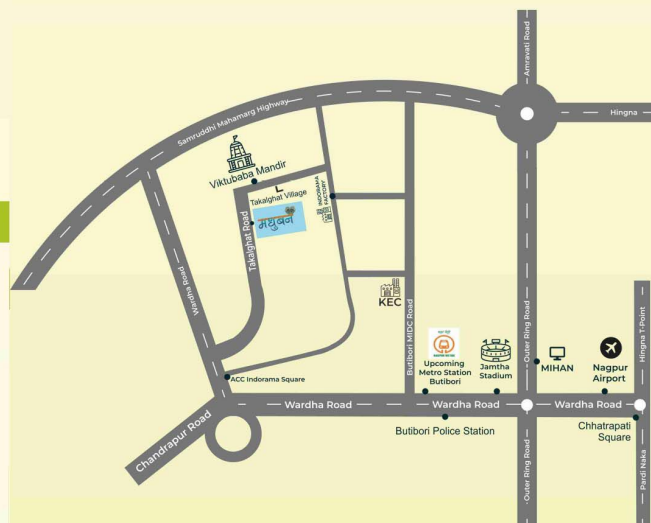 Amravati Road
Hingna
Samruddhi Mahamarg Highway
Viktubaba Mandir
Takalghat Village
INDORAMA
FACTORY
मधुबन
Takalghat Road
Wardha Road
KEC
Butibori MIDC Road
Outer Ring Road
Hingna T-Point
Upcoming
Metro Station
Butibori
Jamtha
Stadium
MIHAN
Nagpur
Airport
ACC Indorama Square
Wardha Road
Wardha Road
Wardha Road
Chandrapur Road
Butibori Police Station
Chhatrapati
Square
Outer Ring Road
Pardi Naka